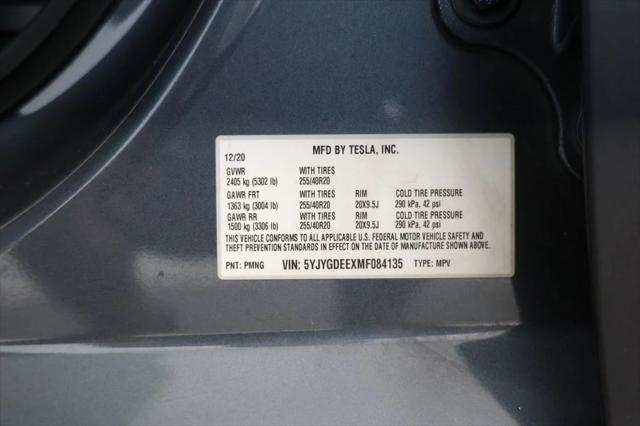 MFD BY TESLA, INC.
12/20
GVWR WITH TIRES
2405 kg (5302 lb) 255/40R20
GAWR FRT WITH TIRES RIM COLD TIRE PRESSURE
1363 kg (3004 lb) 255/40R20 20X9.5J 290 kPa, 42 psi
GAWR RR WITH TIRES RIM COLD TIRE PRESSURE
1500 kg (3306 lb) 255/40R20 20X9.5J 290 kPa, 42 psi
THIS VEHICLE CONFORMS TO ALL APPLICABLE U.S. FEDERAL MOTOR VEHICLE SAFETY AND
THEFT PREVENTION STANDARDS IN EFFECT ON THE DATE OF MANUFACTURE SHOWN ABOVE.
PNT: PMNG VIN: 5YJYGDEEXMF084135 TYPE: MPV